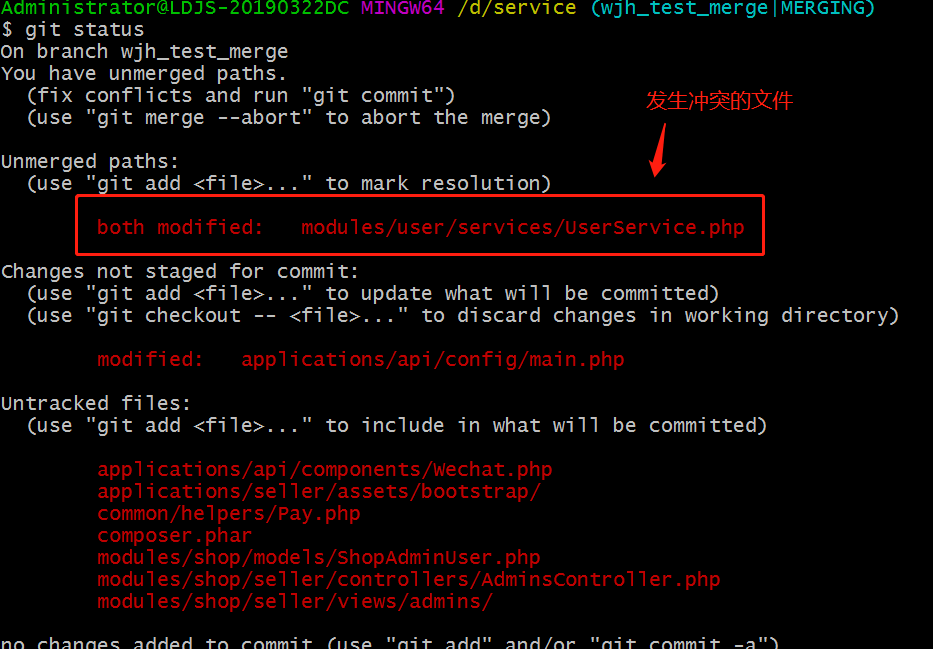 Administrator@LDJS-20190322DC MINGW64 /d/service (wjh_test_merge|MERGING)
$ git status
On branch wjh_test_merge
You have unmerged paths.
  (fix conflicts and run "git commit")
  (use "git merge --abort" to abort the merge)
发生冲突的文件
Unmerged paths:
  (use "git add <file>..." to mark resolution)
        both modified:   modules/user/services/UserService.php
Changes not staged for commit:
  (use "git add <file>..." to update what will be committed)
  (use "git checkout -- <file>..." to discard changes in working directory)
        modified:   applications/api/config/main.php
Untracked files:
  (use "git add <file>..." to include in what will be committed)
        applications/api/components/Wechat.php
        applications/seller/assets/bootstrap/
        common/helpers/Pay.php
        composer.phar
        modules/shop/models/ShopAdminUser.php
        modules/shop/seller/controllers/AdminsController.php
        modules/shop/seller/views/admins/
no changes added to commit (use "git add" and/or "git commit -a")